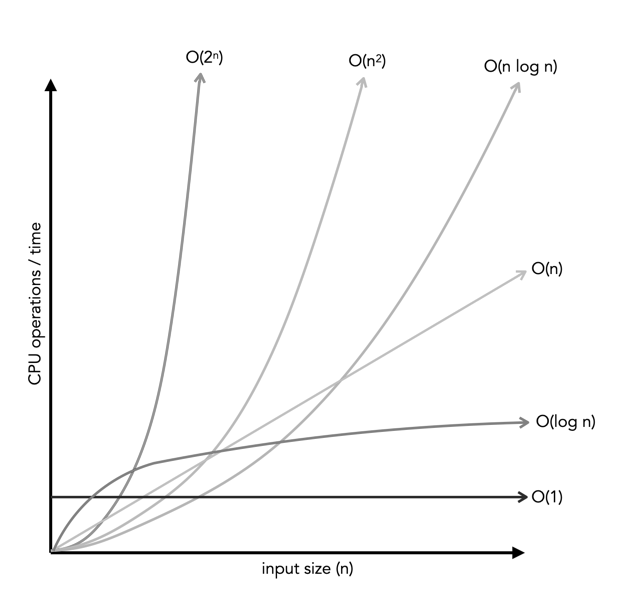 O(2ⁿ)
O(n²)
O(n log n)
CPU operations / time
O(n)
O(log n)
O(1)
input size (n)